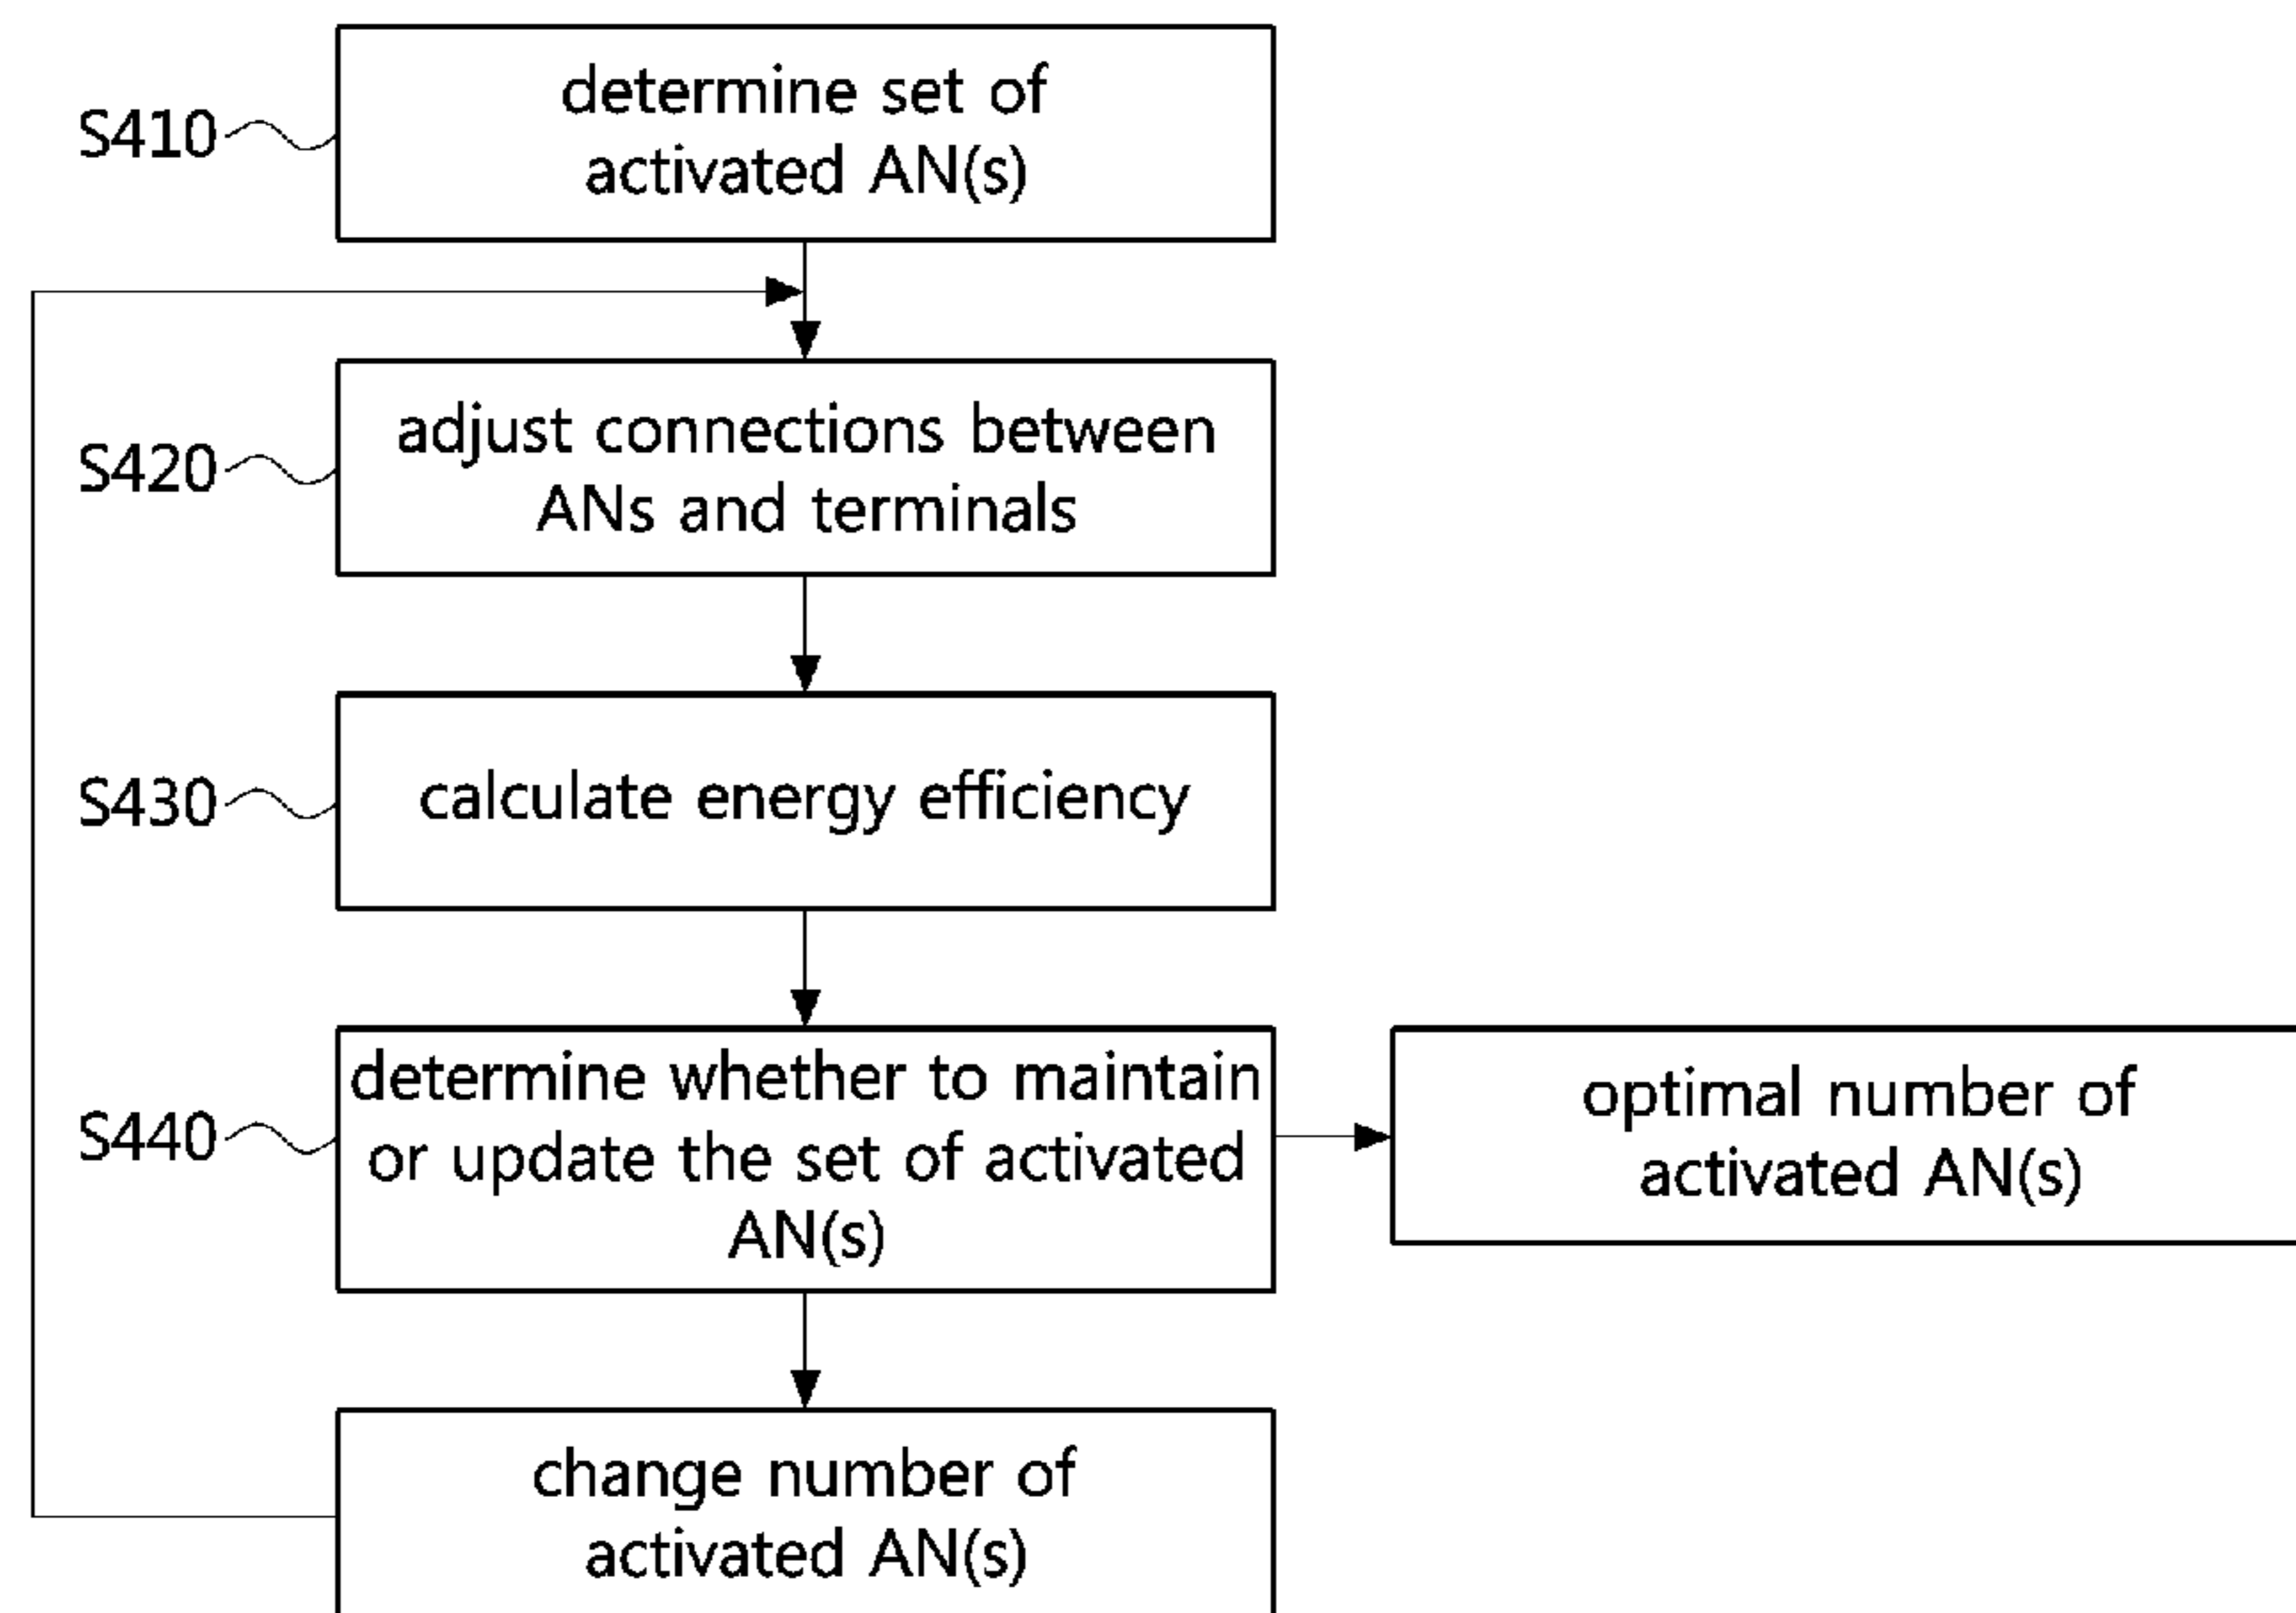 S410
determine set of
activated AN(s)
S420
adjust connections between
ANs and terminals
S430
calculate energy efficiency
S440
determine whether to maintain
or update the set of activated
AN(s)
optimal number of
activated AN(s)
change number of
activated AN(s)